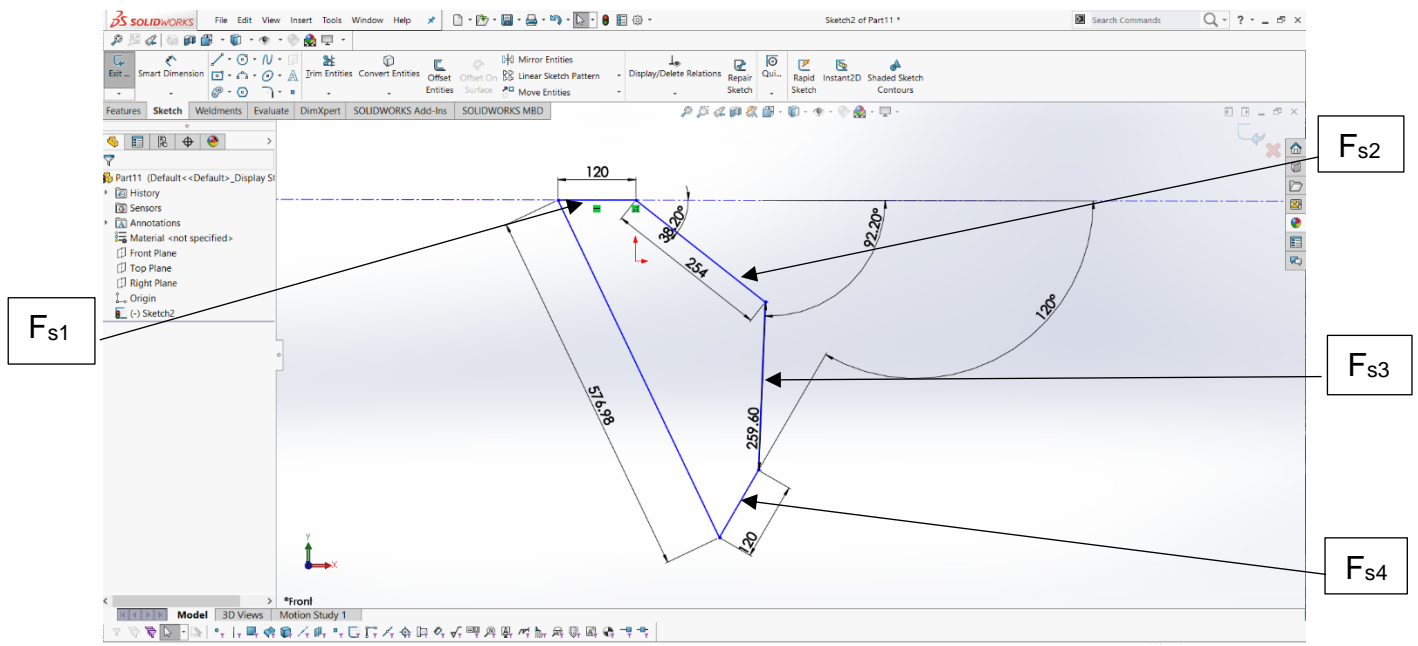 SOLIDWORKS File Edit View Insert Tools Window Help Sketch2 of Part11 * Search Commands ?
Exit ... Smart Dimension Trim Entities Convert Entities Offset Entities Offset On Surface Mirror Entities Linear Sketch Pattern Move Entities Display/Delete Relations Repair Sketch Qui... Rapid Sketch Instant2D Shaded Sketch Contours
Features Sketch Weldments Evaluate DimXpert SOLIDWORKS Add-Ins SOLIDWORKS MBD
Part11 (Default<<Default>_Display St
History
Sensors
Annotations
Material <not specified>
Front Plane
Top Plane
Right Plane
Origin
(-) Sketch2
120
38.20°
254
92.20°
120°
576.98
259.60
120
Fs1
Fs2
Fs3
Fs4
Y
X
*Front
Model 3D Views Motion Study 1